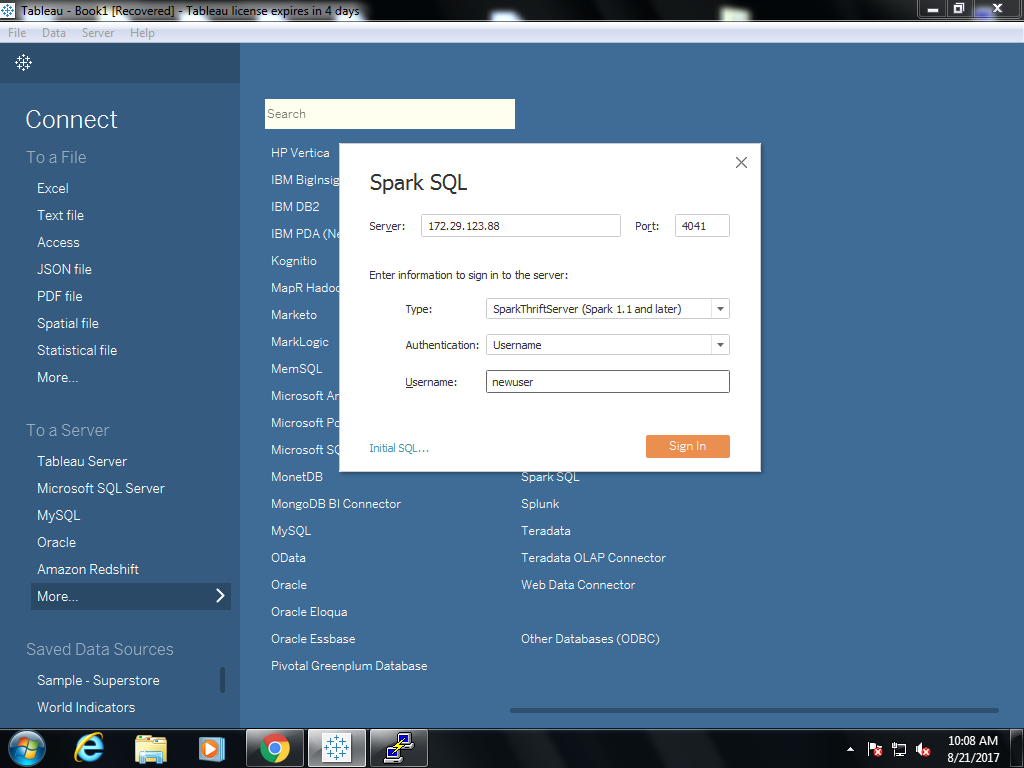 Tableau - Book1 [Recovered] - Tableau license expires in 4 days
File Data Server Help
Connect
To a File
Excel
Text file
Access
JSON file
PDF file
Spatial file
Statistical file
More...
To a Server
Tableau Server
Microsoft SQL Server
MySQL
Oracle
Amazon Redshift
More...
Saved Data Sources
Sample - Superstore
World Indicators
Search
HP Vertica
IBM BigInsig
IBM DB2
IBM PDA (Ne
Kognitio
MapR Hadoo
Marketo
MarkLogic
MemSQL
Microsoft An
Microsoft Po
Microsoft SQ
MonetDB
MongoDB BI Connector
MySQL
OData
Oracle
Oracle Eloqua
Oracle Essbase
Pivotal Greenplum Database
Spark SQL
Splunk
Teradata
Teradata OLAP Connector
Web Data Connector
Other Databases (ODBC)
Spark SQL
Server: 172.29.123.88 Port: 4041
Enter information to sign in to the server:
Type: SparkThriftServer (Spark 1.1 and later)
Authentication: Username
Username: newuser
Initial SQL... Sign In
10:08 AM
8/21/2017